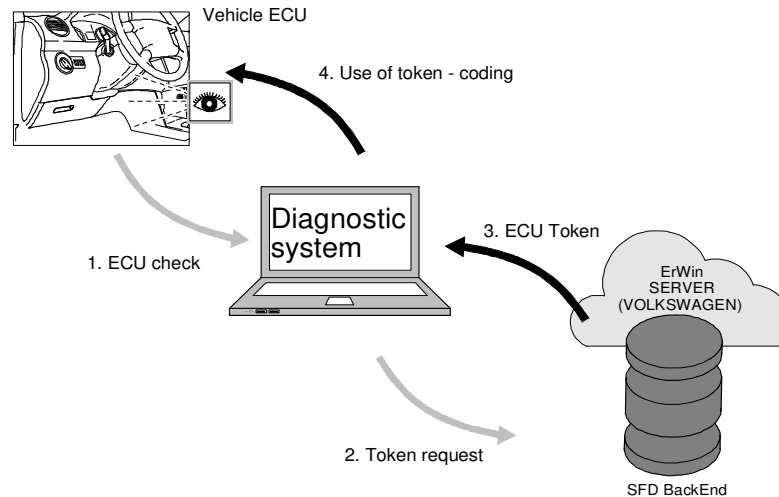 Vehicle ECU
4. Use of token - coding
Diagnostic
system
3. ECU Token
1. ECU check
ErWin
SERVER
(VOLKSWAGEN)
2. Token request
SFD BackEnd